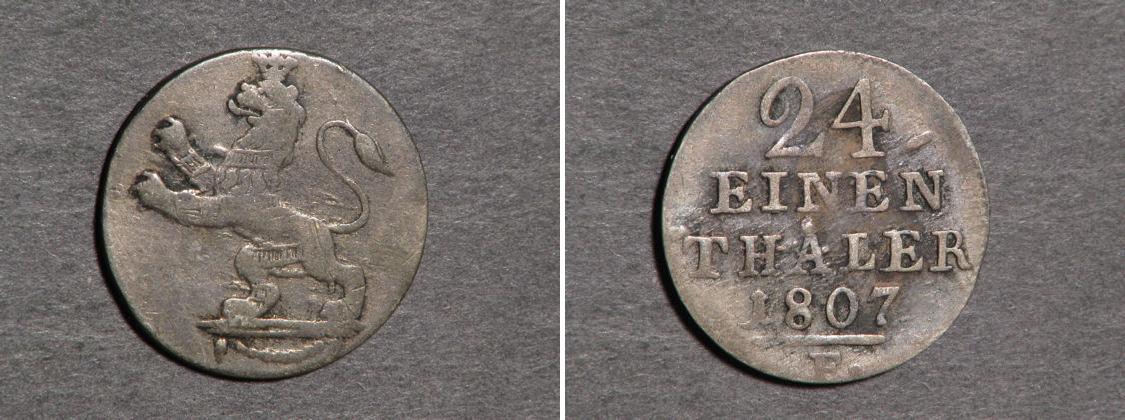 24
EINEN
THALER
1807
F.